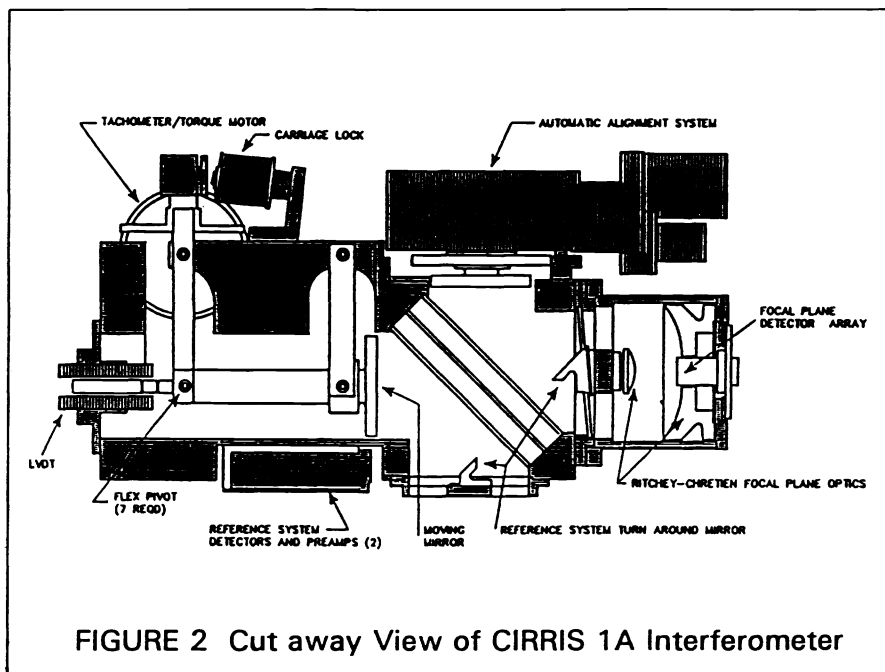 TACHOMETER/TORQUE MOTOR
CARRIAGE LOCK
AUTOMATIC ALIGNMENT SYSTEM
FOCAL PLANE
DETECTOR ARRAY
LVDT
FLEX PIVOT
(7 REQD)
REFERENCE SYSTEM
DETECTORS AND PREAMPS (2)
MOVING
MIRROR
REFERENCE SYSTEM TURN AROUND MIRROR
RITCHEY-CHRETIEN FOCAL PLANE OPTICS
FIGURE 2 Cut away View of CIRRIS 1A Interferometer